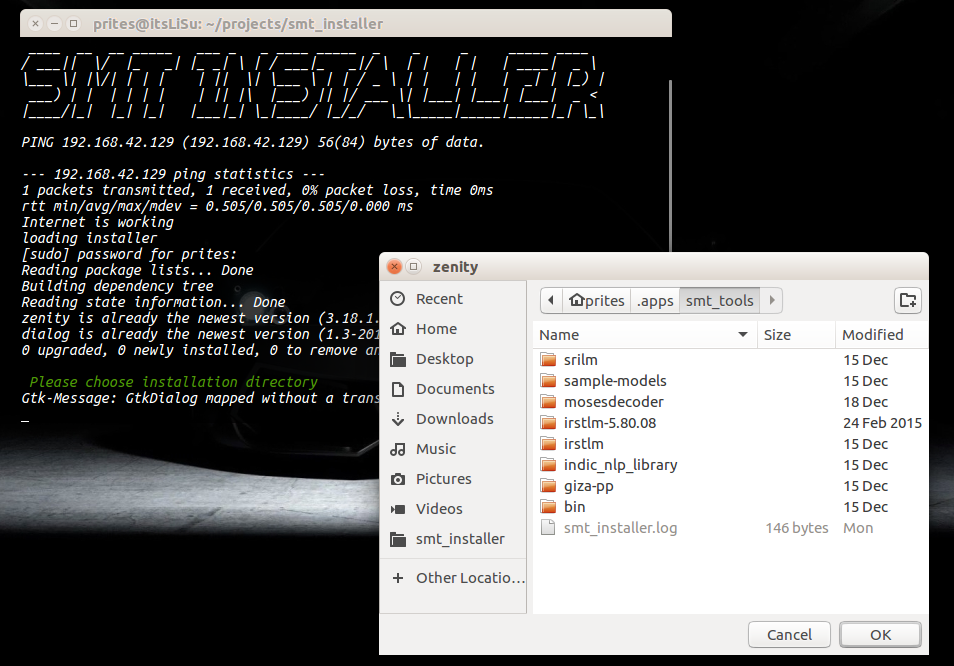 prites@itsLiSu: ~/projects/smt_installer
SMT INSTALLER
PING 192.168.42.129 (192.168.42.129) 56(84) bytes of data.
--- 192.168.42.129 ping statistics ---
1 packets transmitted, 1 received, 0% packet loss, time 0ms
rtt min/avg/max/mdev = 0.505/0.505/0.505/0.000 ms
Internet is working
loading installer
[sudo] password for prites:
Reading package lists... Done
Building dependency tree
Reading state information... Done
zenity is already the newest version (3.18.1.
dialog is already the newest version (1.3-201
0 upgraded, 0 newly installed, 0 to remove an
Please choose installation directory
Gtk-Message: GtkDialog mapped without a trans
_
zenity
Recent
Home
Desktop
Documents
Downloads
Music
Pictures
Videos
smt_installer
Other Locatio...
prites .apps smt_tools
Name Size Modified
srilm 15 Dec
sample-models 15 Dec
mosesdecoder 18 Dec
irstlm-5.80.08 24 Feb 2015
irstlm 15 Dec
indic_nlp_library 15 Dec
giza-pp 15 Dec
bin 15 Dec
smt_installer.log 146 bytes Mon
Cancel OK